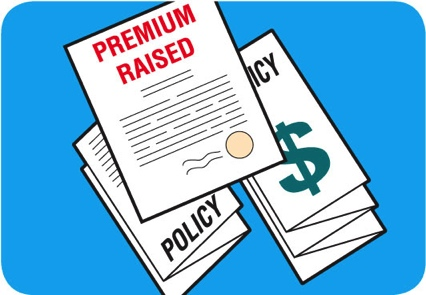 PREMIUM
RAISED
ICY
$
POLICY